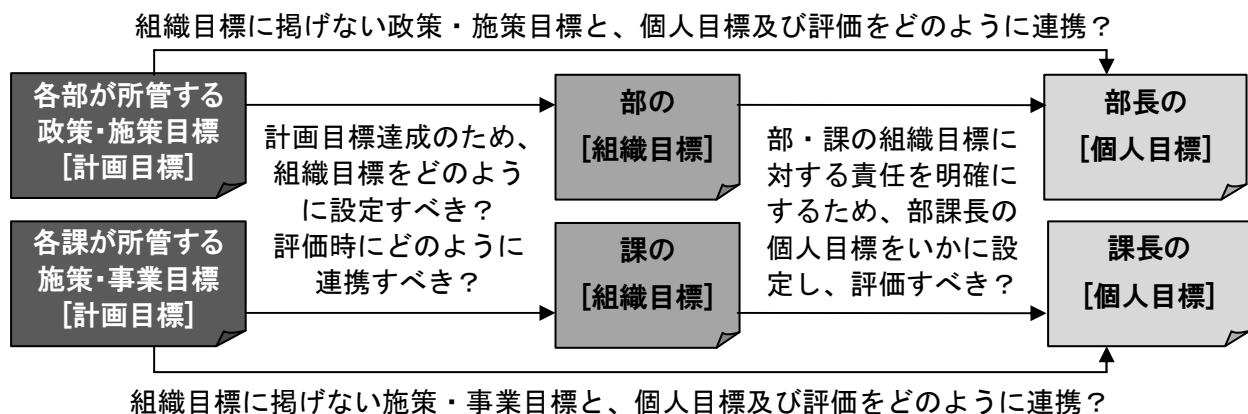 組織目標に掲げない政策・施策目標と、個人目標及び評価をどのように連携？
各部が所管する
政策・施策目標
［計画目標］
計画目標達成のため、
組織目標をどのよう
に設定すべき？
評価時にどのように
連携すべき？
部の
［組織目標］
部・課の組織目標に
対する責任を明確に
するため、部課長の
個人目標をいかに設
定し、評価すべき？
部長の
［個人目標］
各課が所管する
施策・事業目標
［計画目標］
課の
［組織目標］
課長の
［個人目標］
組織目標に掲げない施策・事業目標と、個人目標及び評価をどのように連携？